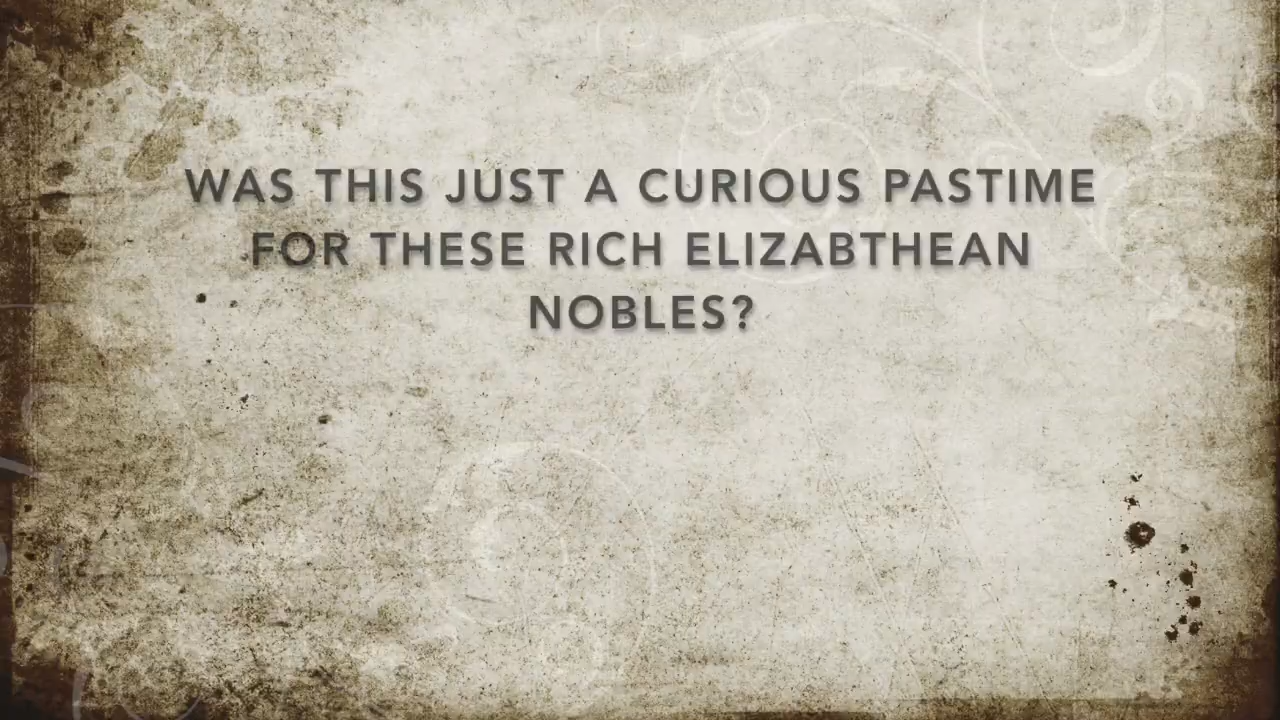 WAS THIS JUST A CURIOUS PASTIME
FOR THESE RICH ELIZABTHEAN
NOBLES?